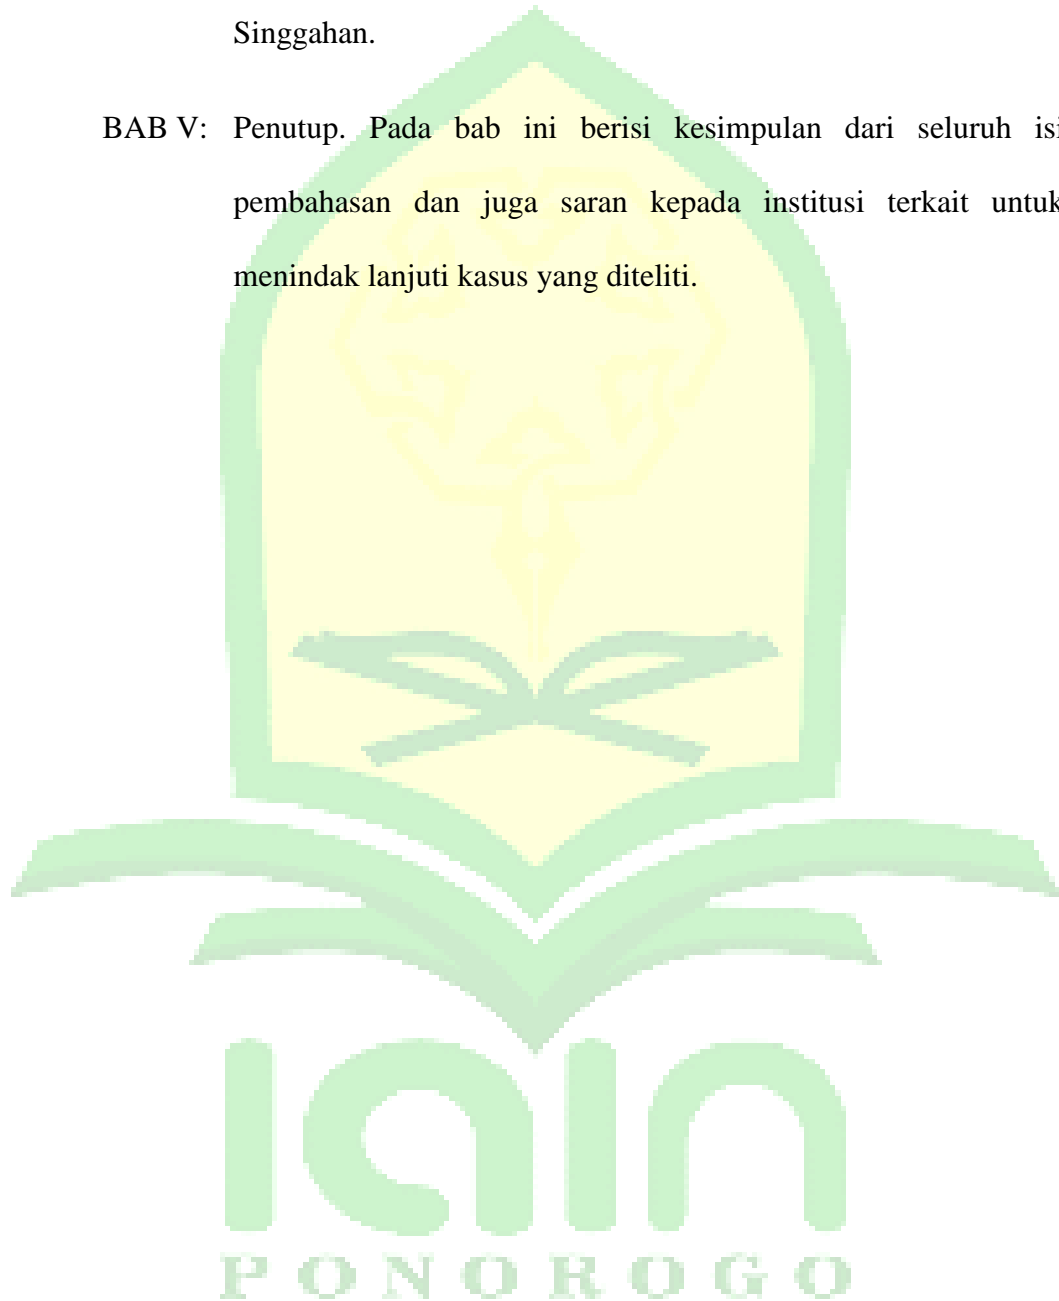 Singgahan.
BAB V: Penutup. Pada bab ini berisi kesimpulan dari seluruh isi
pembahasan dan juga saran kepada institusi terkait untuk
menindak lanjuti kasus yang diteliti.
iain
PONOROGO